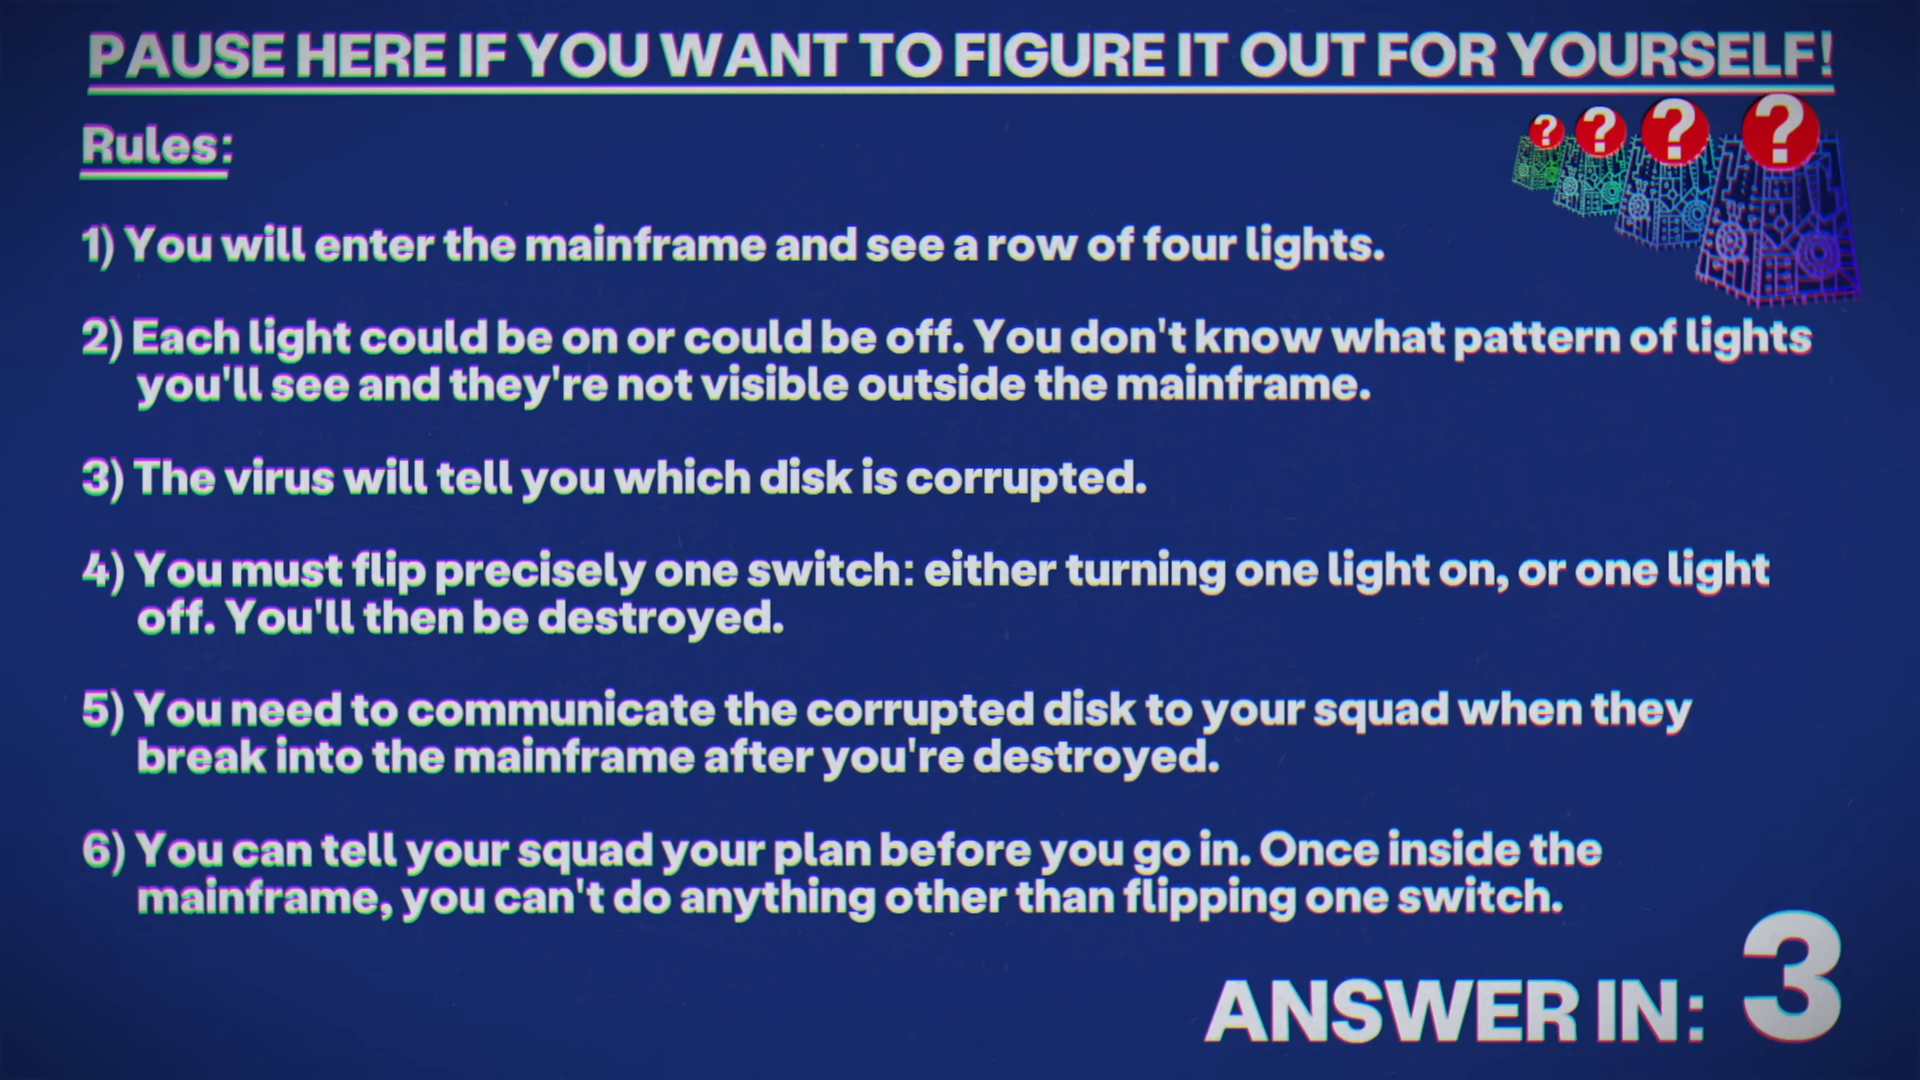 PAUSE HERE IF YOU WANT TO FIGURE IT OUT FOR YOURSELF!
Rules:
? ? ? ?
1) You will enter the mainframe and see a row of four lights.
2) Each light could be on or could be off. You don't know what pattern of lights
you'll see and they're not visible outside the mainframe.
3) The virus will tell you which disk is corrupted.
4) You must flip precisely one switch: either turning one light on, or one light
off. You'll then be destroyed.
5) You need to communicate the corrupted disk to your squad when they
break into the mainframe after you're destroyed.
6) You can tell your squad your plan before you go in. Once inside the
mainframe, you can't do anything other than flipping one switch.
ANSWER IN: 3